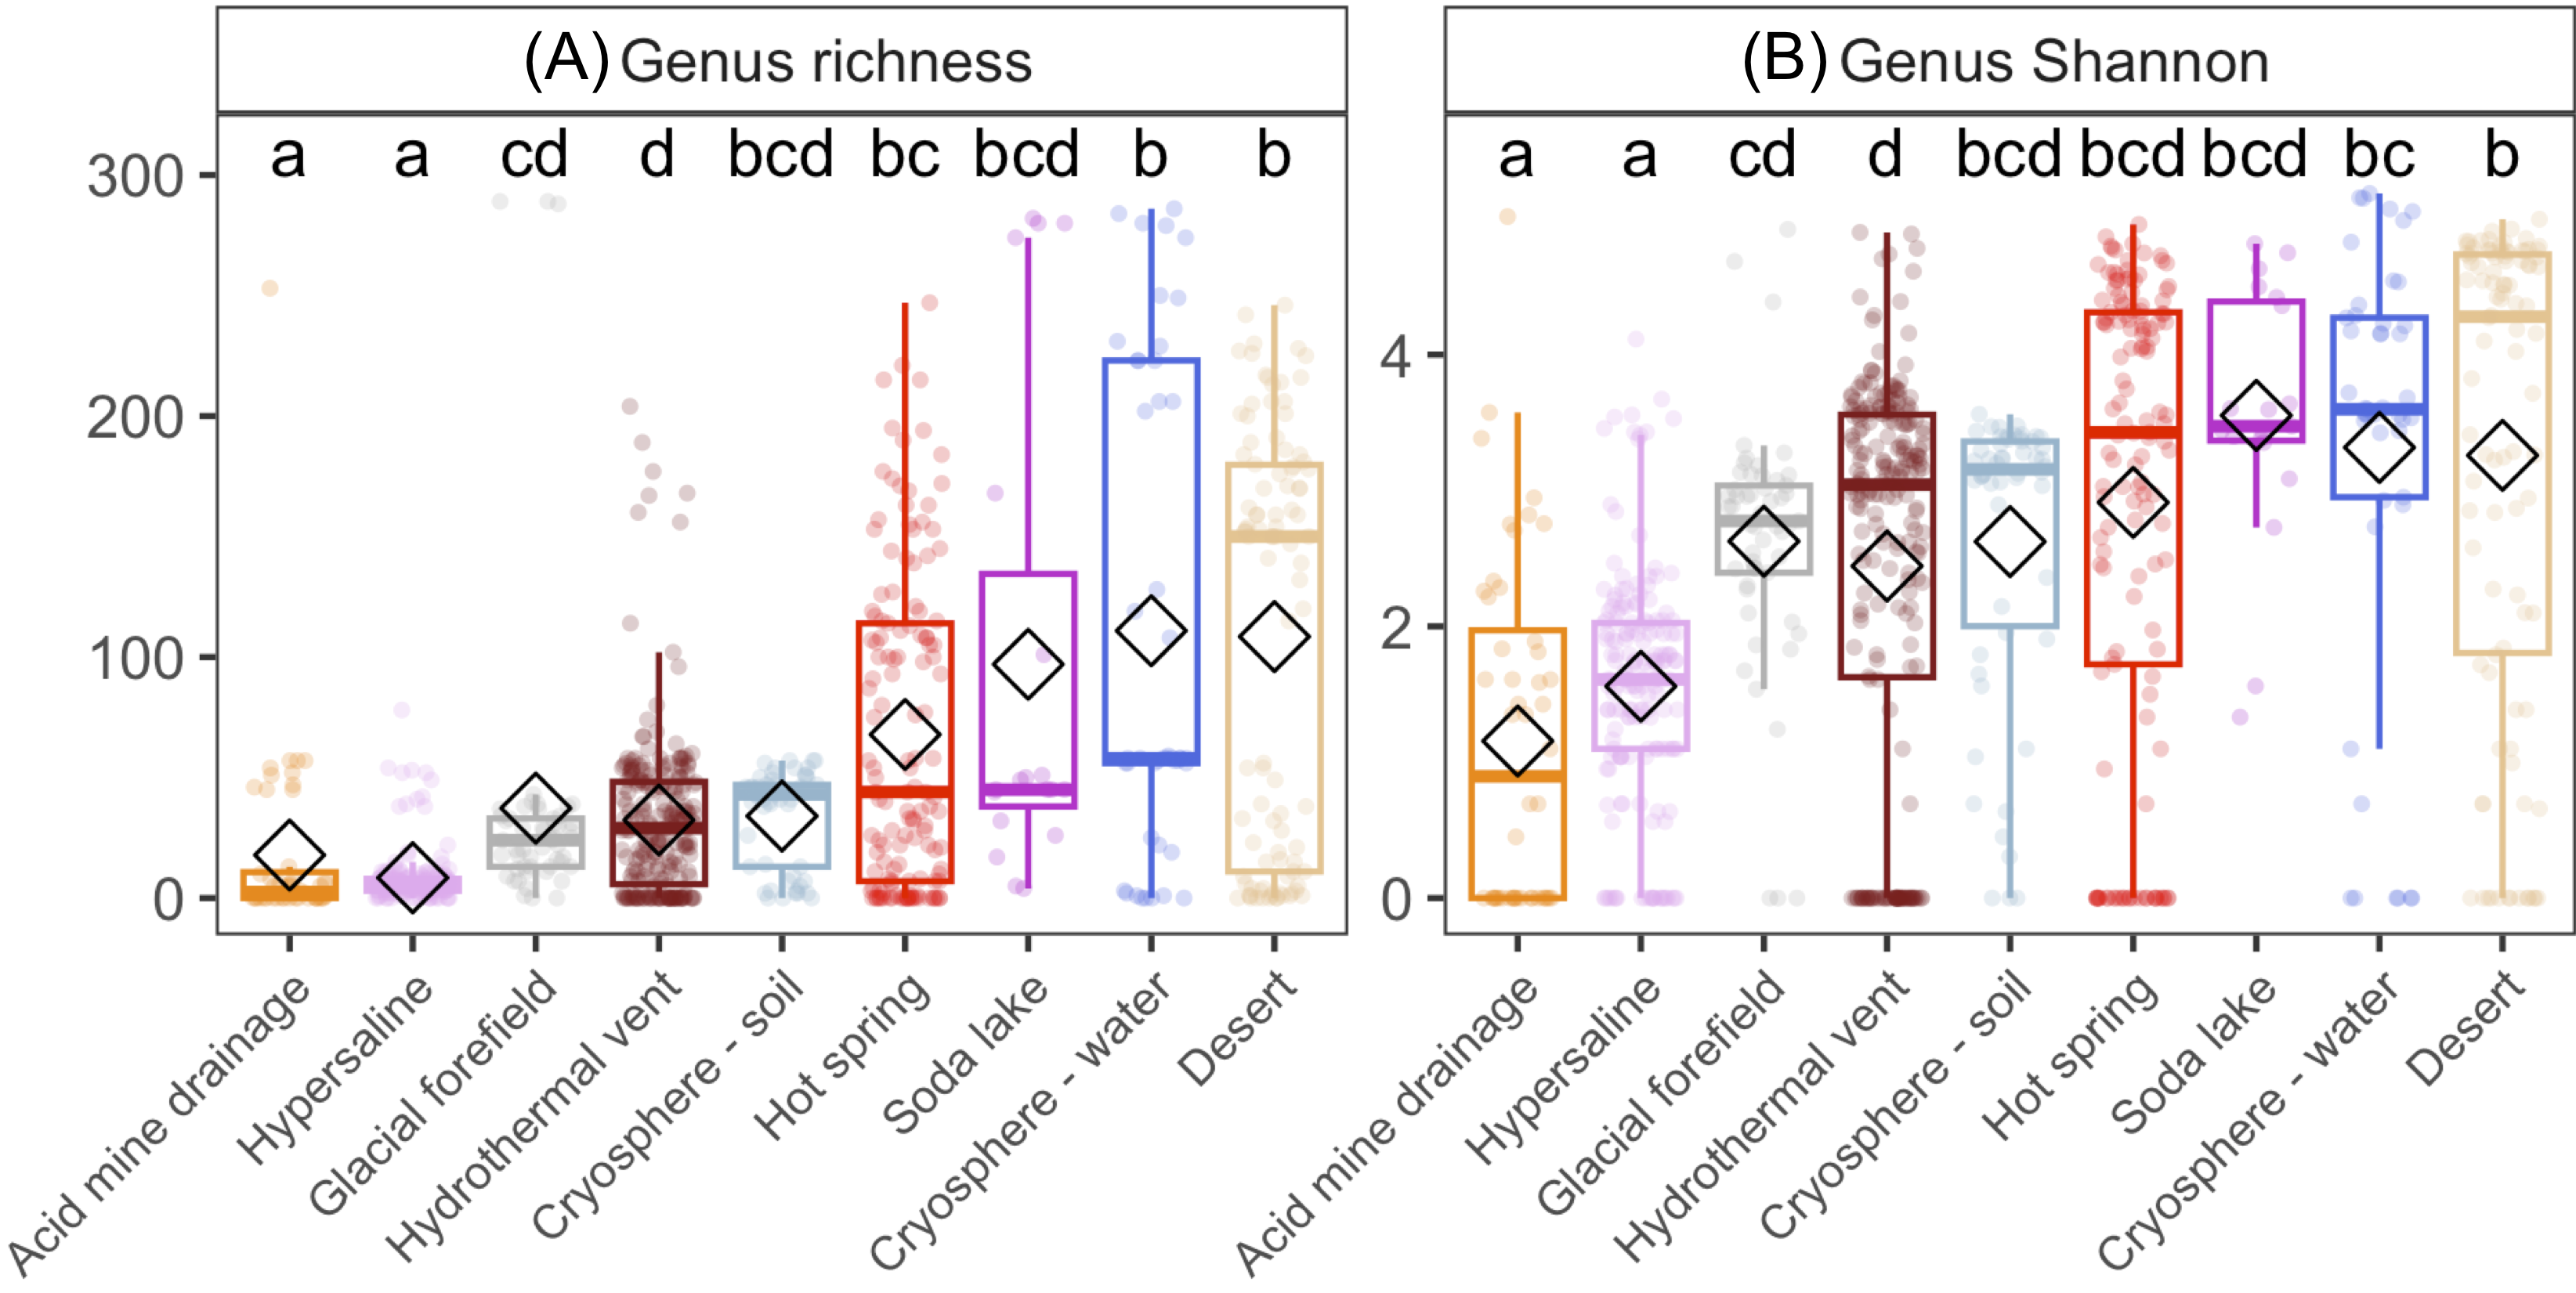 (A) Genus richness
(B) Genus Shannon
a a cd d bcd bc bcd b b
a a cd d bcd bcd bcd bc b
300
200
100
0
4
2
0
Acid mine drainage
Hypersaline
Glacial forefield
Hydrothermal vent
Cryosphere - soil
Hot spring
Soda lake
Cryosphere - water
Desert
Acid mine drainage
Hypersaline
Glacial forefield
Hydrothermal vent
Cryosphere - soil
Hot spring
Soda lake
Cryosphere - water
Desert